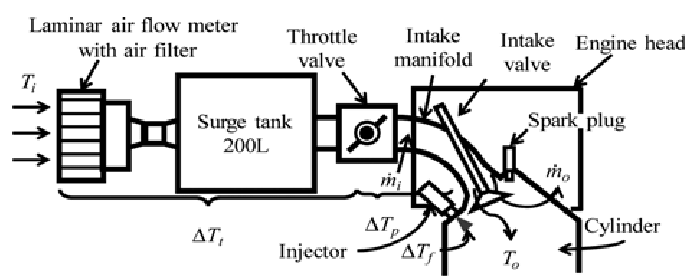 Laminar air flow meter
with air filter
Throttle
valve
Intake
manifold
Intake
valve
Engine head
T_i
Surge tank
200L
Spark plug
ṁ_i
ṁ_o
ΔT_t
Injector
ΔT_p
ΔT_f
T_o
Cylinder